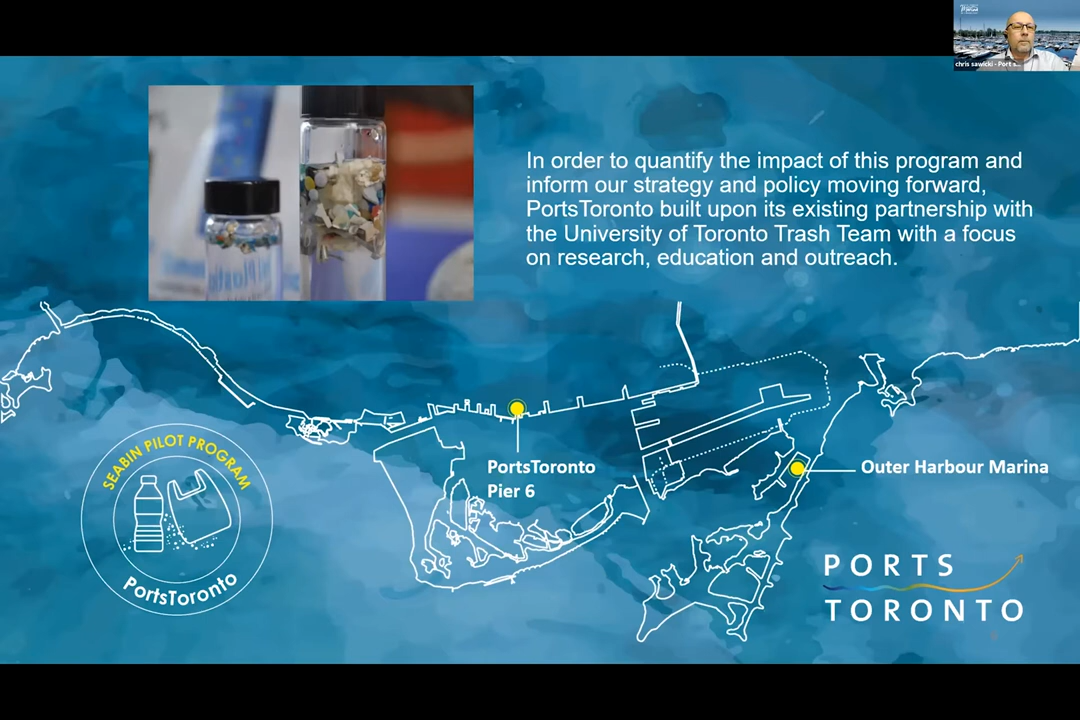 chris sawicki - Port s...
In order to quantify the impact of this program and
inform our strategy and policy moving forward,
PortsToronto built upon its existing partnership with
the University of Toronto Trash Team with a focus
on research, education and outreach.
PortsToronto
Pier 6
Outer Harbour Marina
SEABIN PILOT PROGRAM
PortsToronto
PORTS
TORONTO